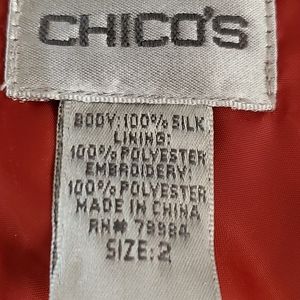 CHICO'S
BODY: 100% SILK
LINING:
100% POLYESTER
EMBROIDERY:
100% POLYESTER
MADE IN CHINA
RN# 79984
SIZE: 2